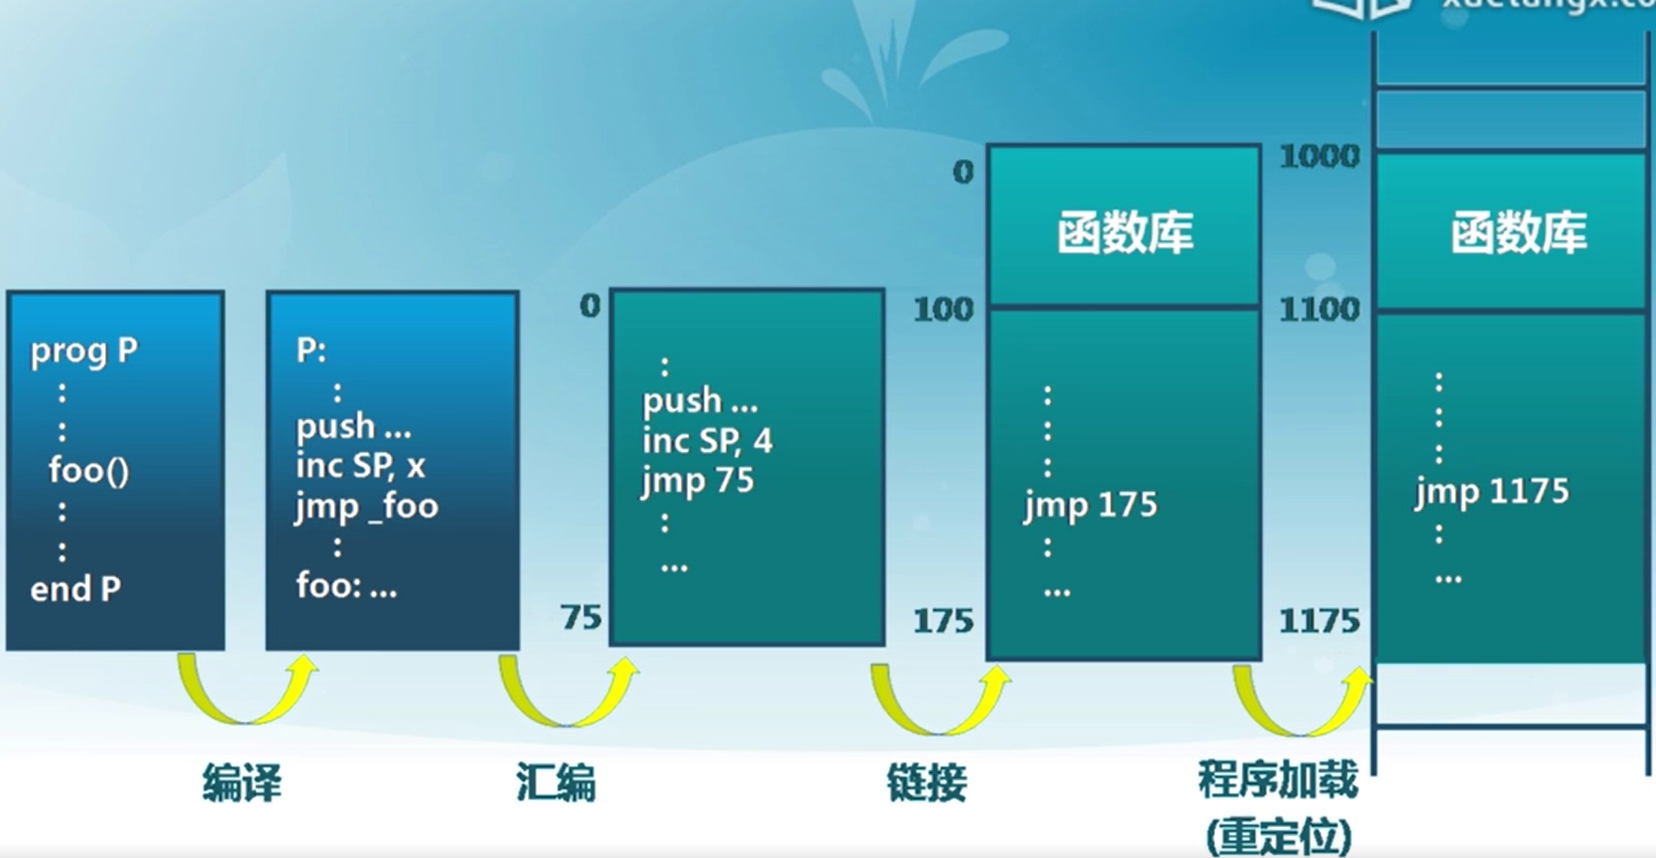 xuetangx.co
prog P
:
:
foo()
:
:
end P
P:
:
push ...
inc SP, x
jmp _foo
:
foo: ...
0
75
:
push ...
inc SP, 4
jmp 75
:
...
0
100
175
函数库
:
:
:
jmp 175
:
...
1000
1100
1175
函数库
:
:
:
jmp 1175
:
...
编译
汇编
链接
程序加载
(重定位)